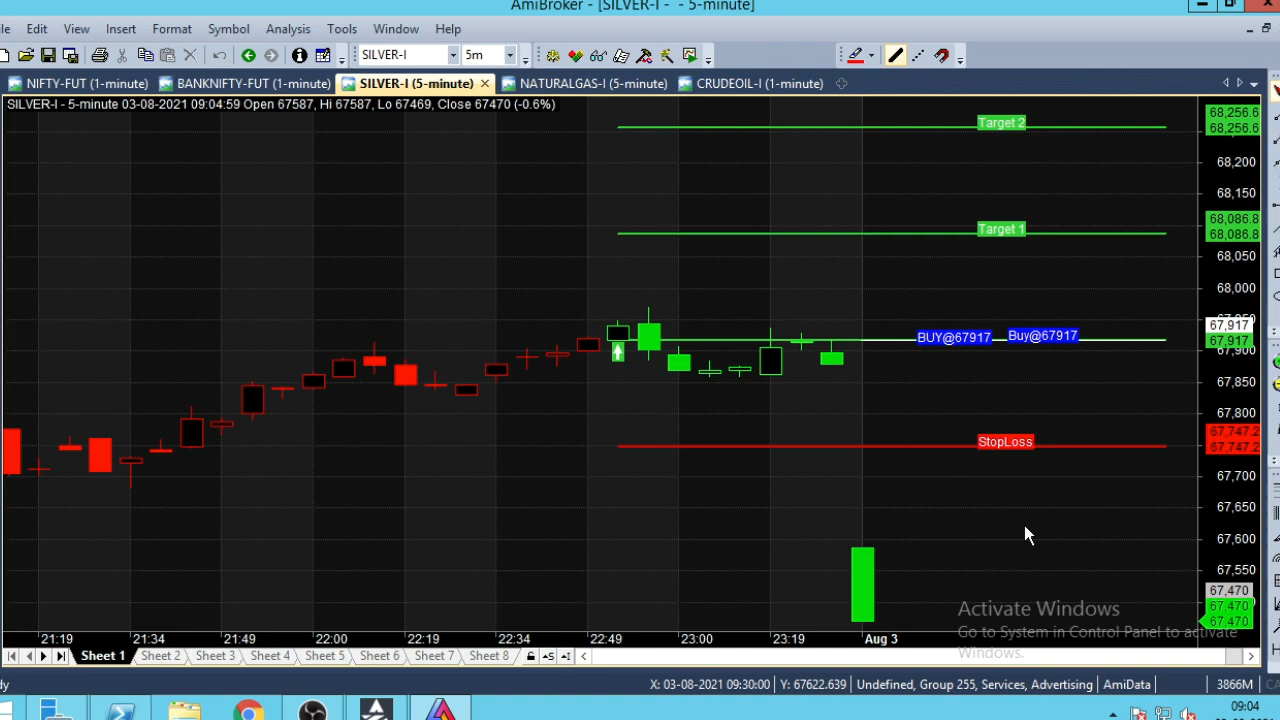 AmiBroker - [SILVER-I - - 5-minute]
Edit View Insert Format Symbol Analysis Tools Window Help
SILVER-I 5m
NIFTY-FUT (1-minute) BANKNIFTY-FUT (1-minute) SILVER-I (5-minute) NATURALGAS-I (5-minute) CRUDEOIL-I (1-minute)
SILVER-I - 5-minute 03-08-2021 09:04:59 Open 67587, Hi 67587, Lo 67469, Close 67470 (-0.6%)
68,256.6
Target 2
68,256.6
68,200
68,150
68,086.8
Target 1
68,086.8
68,050
68,000
67,917
BUY@67917 Buy@67917
67,917
67,900
67,850
67,800
67,747.2
StopLoss
67,747.2
67,700
67,650
67,600
67,550
67,470
67,470
67,470
Activate Windows
Go to System in Control Panel to activate
Windows.
21:19 21:34 21:49 22:00 22:19 22:34 22:49 23:00 23:19 Aug 3
Sheet 1 Sheet 2 Sheet 3 Sheet 4 Sheet 5 Sheet 6 Sheet 7 Sheet 8
X: 03-08-2021 09:30:00 Y: 67622.639 Undefined, Group 255, Services, Advertising AmiData 3866M
09:04